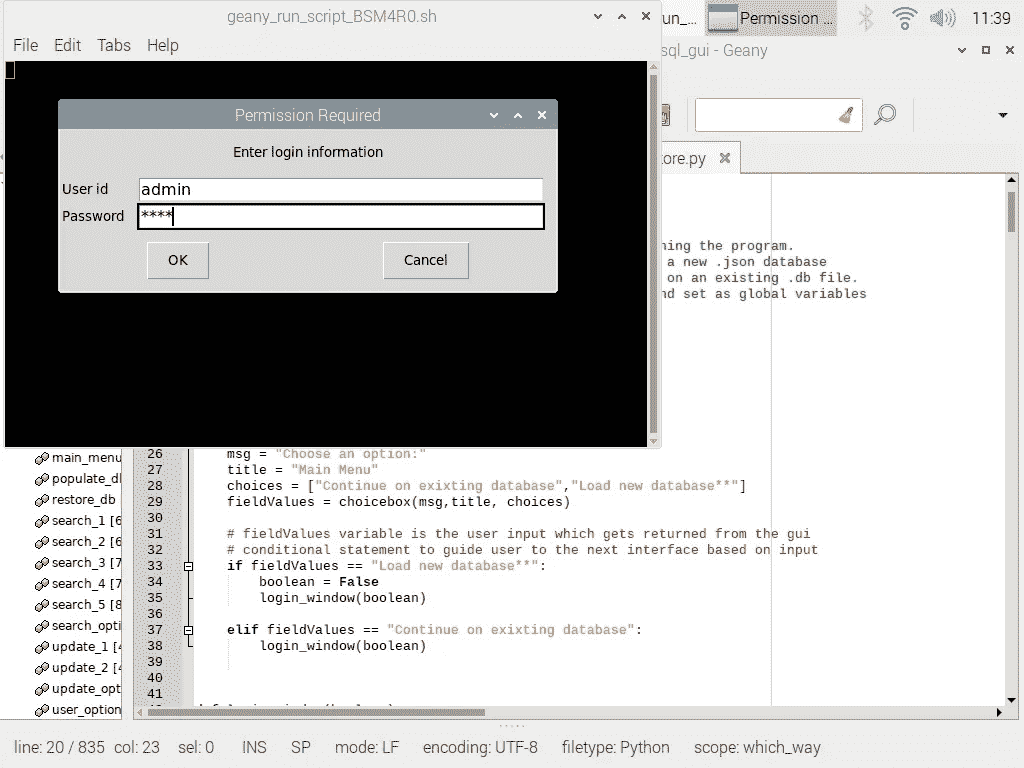 geany_run_script_BSM4R0.sh
Permission ...
11:39
File Edit Tabs Help
sql_gui - Geany
Permission Required
Enter login information
User id admin
Password ****
OK Cancel
ore.py
the program.
a new .json database
on an existing .db file.
set as global variables
main_menu
populate_d
restore_db
search_1 [6
search_2 [6
search_3 [7
search_4 [7
search_5 [8
search_opti
update_1 [4
update_2 [4
update_opt
user_option
26 msg = "Choose an option:"
27 title = "Main Menu"
28 choices = ["Continue on exixting database","Load new database**"]
29 fieldValues = choicebox(msg,title, choices)
30
31 # fieldValues variable is the user input which gets returned from the gui
32 # conditional statement to guide user to the next interface based on input
33 if fieldValues == "Load new database**":
34 boolean = False
35 login_window(boolean)
36
37 elif fieldValues == "Continue on exixting database":
38 login_window(boolean)
39
40
41
line: 20 / 835 col: 23 sel: 0 INS SP mode: LF encoding: UTF-8 filetype: Python scope: which_way